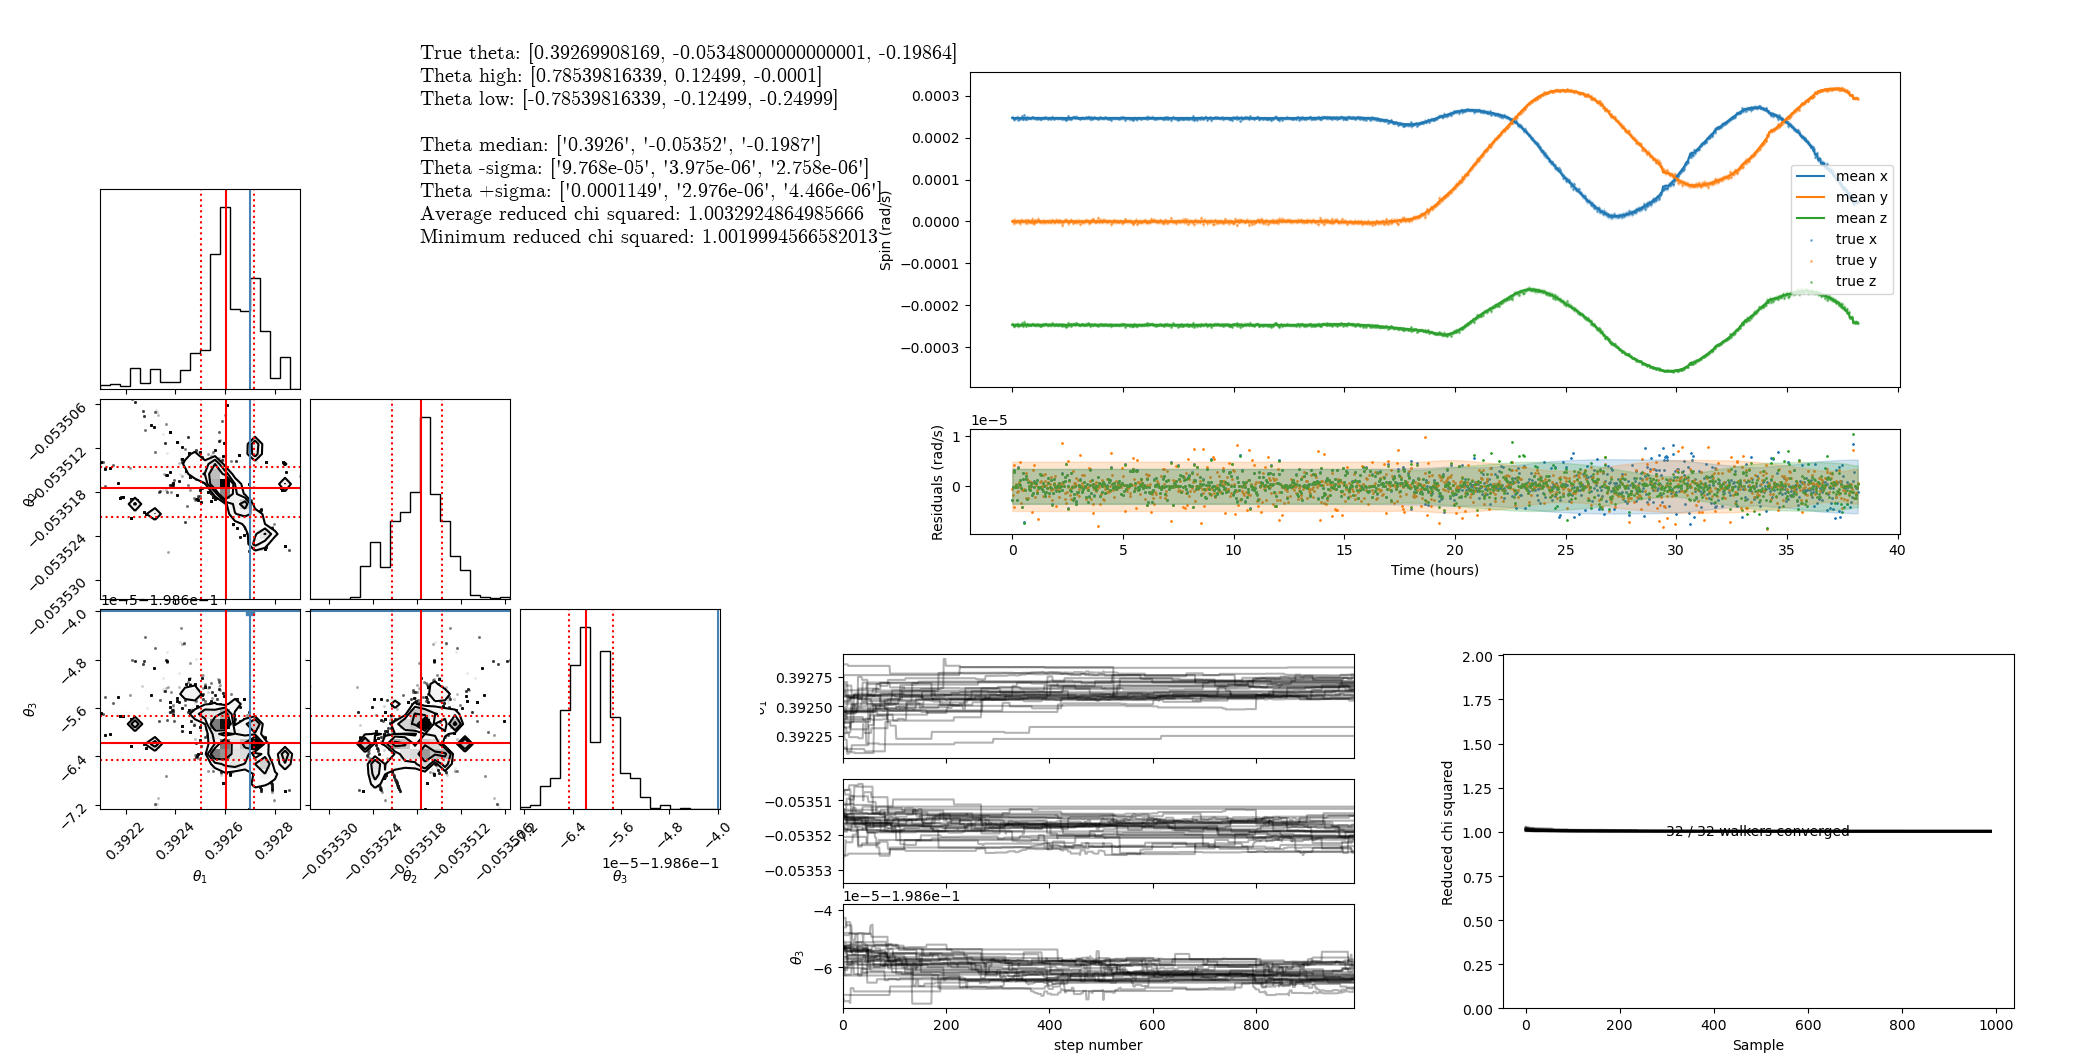 True theta: [0.39269908169, -0.05348000000000001, -0.19864]
Theta high: [0.78539816339, 0.12499, -0.0001]
Theta low: [-0.78539816339, -0.12499, -0.24999]
Theta median: ['0.3926', '-0.05352', '-0.1987']
Theta -sigma: ['9.768e-05', '3.975e-06', '2.758e-06']
Theta +sigma: ['0.0001149', '2.976e-06', '4.466e-06']
Average reduced chi squared: 1.0032924864985666
Minimum reduced chi squared: 1.0019994566582013
0.0003
0.0002
0.0001
0.0000
−0.0001
−0.0002
−0.0003
Spin (rad/s)
mean x
mean y
mean z
true x
true y
true z
1e−5
1
0
Residuals (rad/s)
0 5 10 15 20 25 30 35 40
Time (hours)
−0.053506
−0.053512
−0.053518
−0.053524
−0.053530
θ₂
1e−5−1.986e−1
−4.0
−4.8
−5.6
−6.4
−7.2
θ₃
0.3922 0.3924 0.3926 0.3928
θ₁
−0.053530 −0.053524 −0.053518 −0.053512 −0.053506
θ₂
−7.2 −6.4 −5.6 −4.8 −4.0
1e−5−1.986e−1
θ₃
0.39275
0.39250
0.39225
θ₁
−0.05351
−0.05352
−0.05353
1e−5−1.986e−1
−4
−6
θ₃
0 200 400 600 800
step number
2.00
1.75
1.50
1.25
1.00
0.75
0.50
0.25
0.00
Reduced chi squared
32 / 32 walkers converged
0 200 400 600 800 1000
Sample